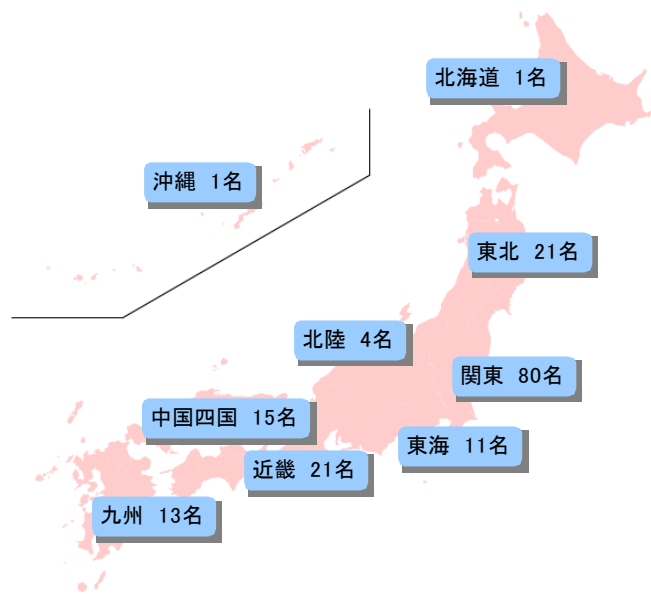 北海道 1名
沖縄 1名
東北 21名
北陸 4名
関東 80名
中国四国 15名
東海 11名
近畿 21名
九州 13名